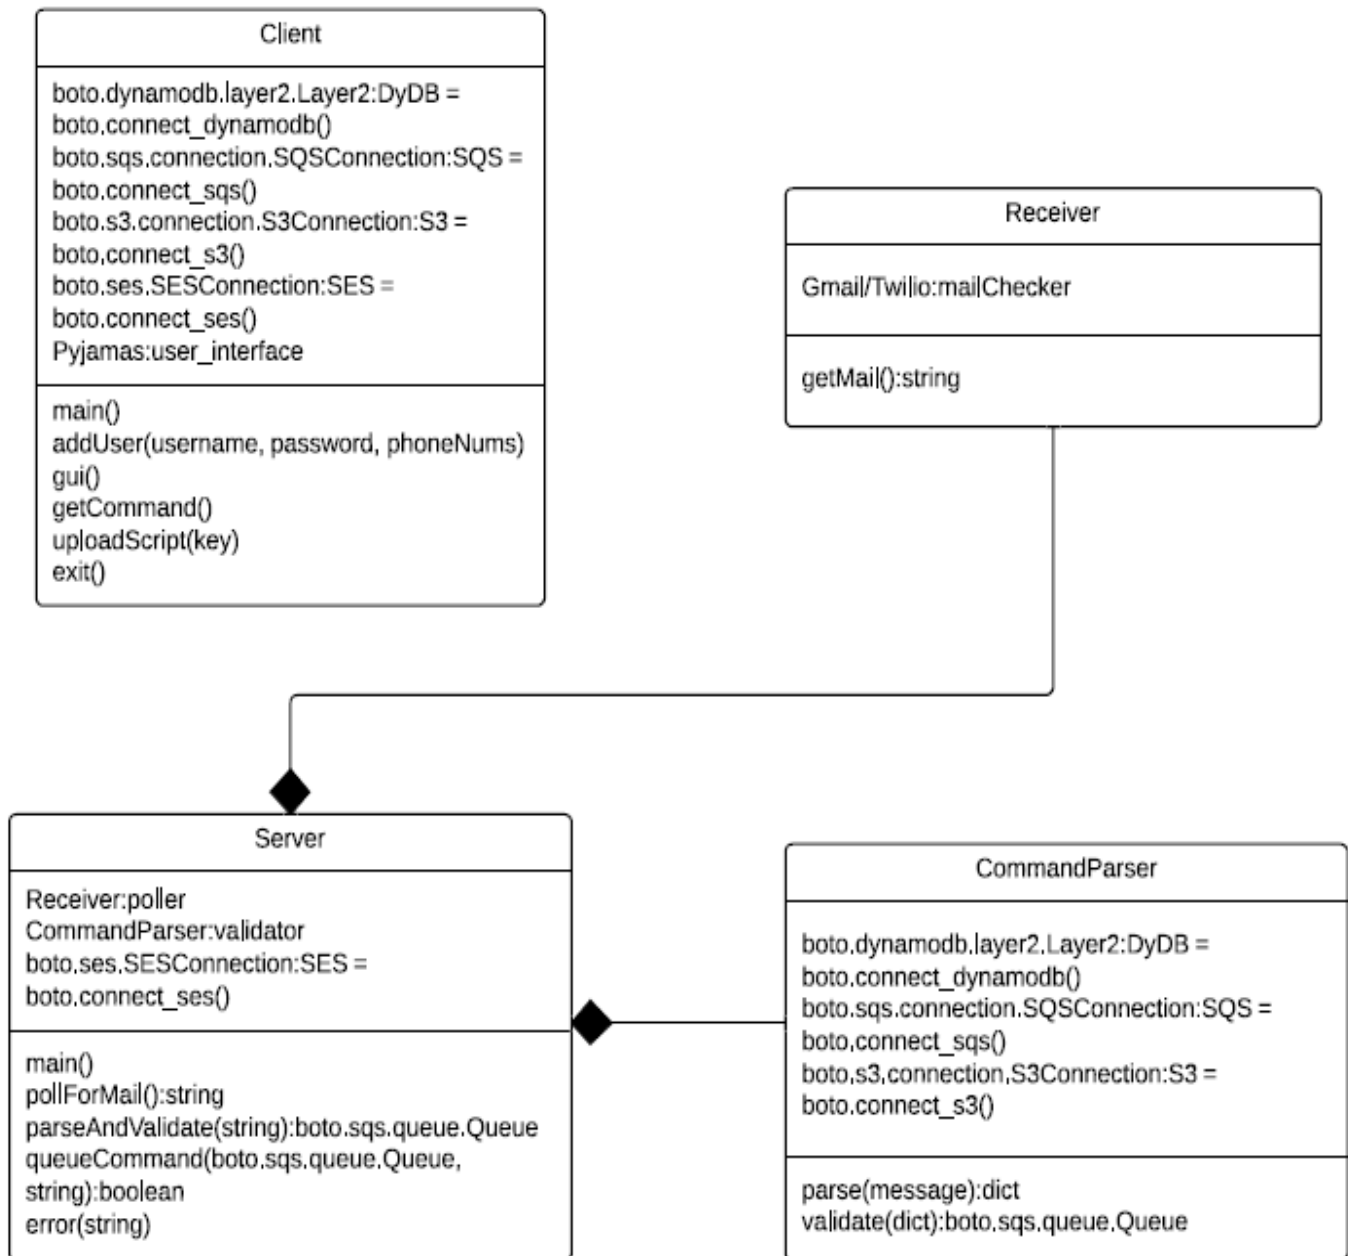 Client
boto.dynamodb.layer2.Layer2:DyDB =
boto.connect_dynamodb()
boto.sqs.connection.SQSConnection:SQS =
boto.connect_sqs()
boto.s3.connection.S3Connection:S3 =
boto.connect_s3()
boto.ses.SESConnection:SES =
boto.connect_ses()
Pyjamas:user_interface
main()
addUser(username, password, phoneNums)
gui()
getCommand()
uploadScript(key)
exit()
Receiver
Gmail/Twilio:mailChecker
getMail():string
Server
Receiver:poller
CommandParser:validator
boto.ses.SESConnection:SES =
boto.connect_ses()
main()
pollForMail():string
parseAndValidate(string):boto.sqs.queue.Queue
queueCommand(boto.sqs.queue.Queue,
string):boolean
error(string)
CommandParser
boto.dynamodb.layer2.Layer2:DyDB =
boto.connect_dynamodb()
boto.sqs.connection.SQSConnection:SQS =
boto.connect_sqs()
boto.s3.connection.S3Connection:S3 =
boto.connect_s3()
parse(message):dict
validate(dict):boto.sqs.queue.Queue